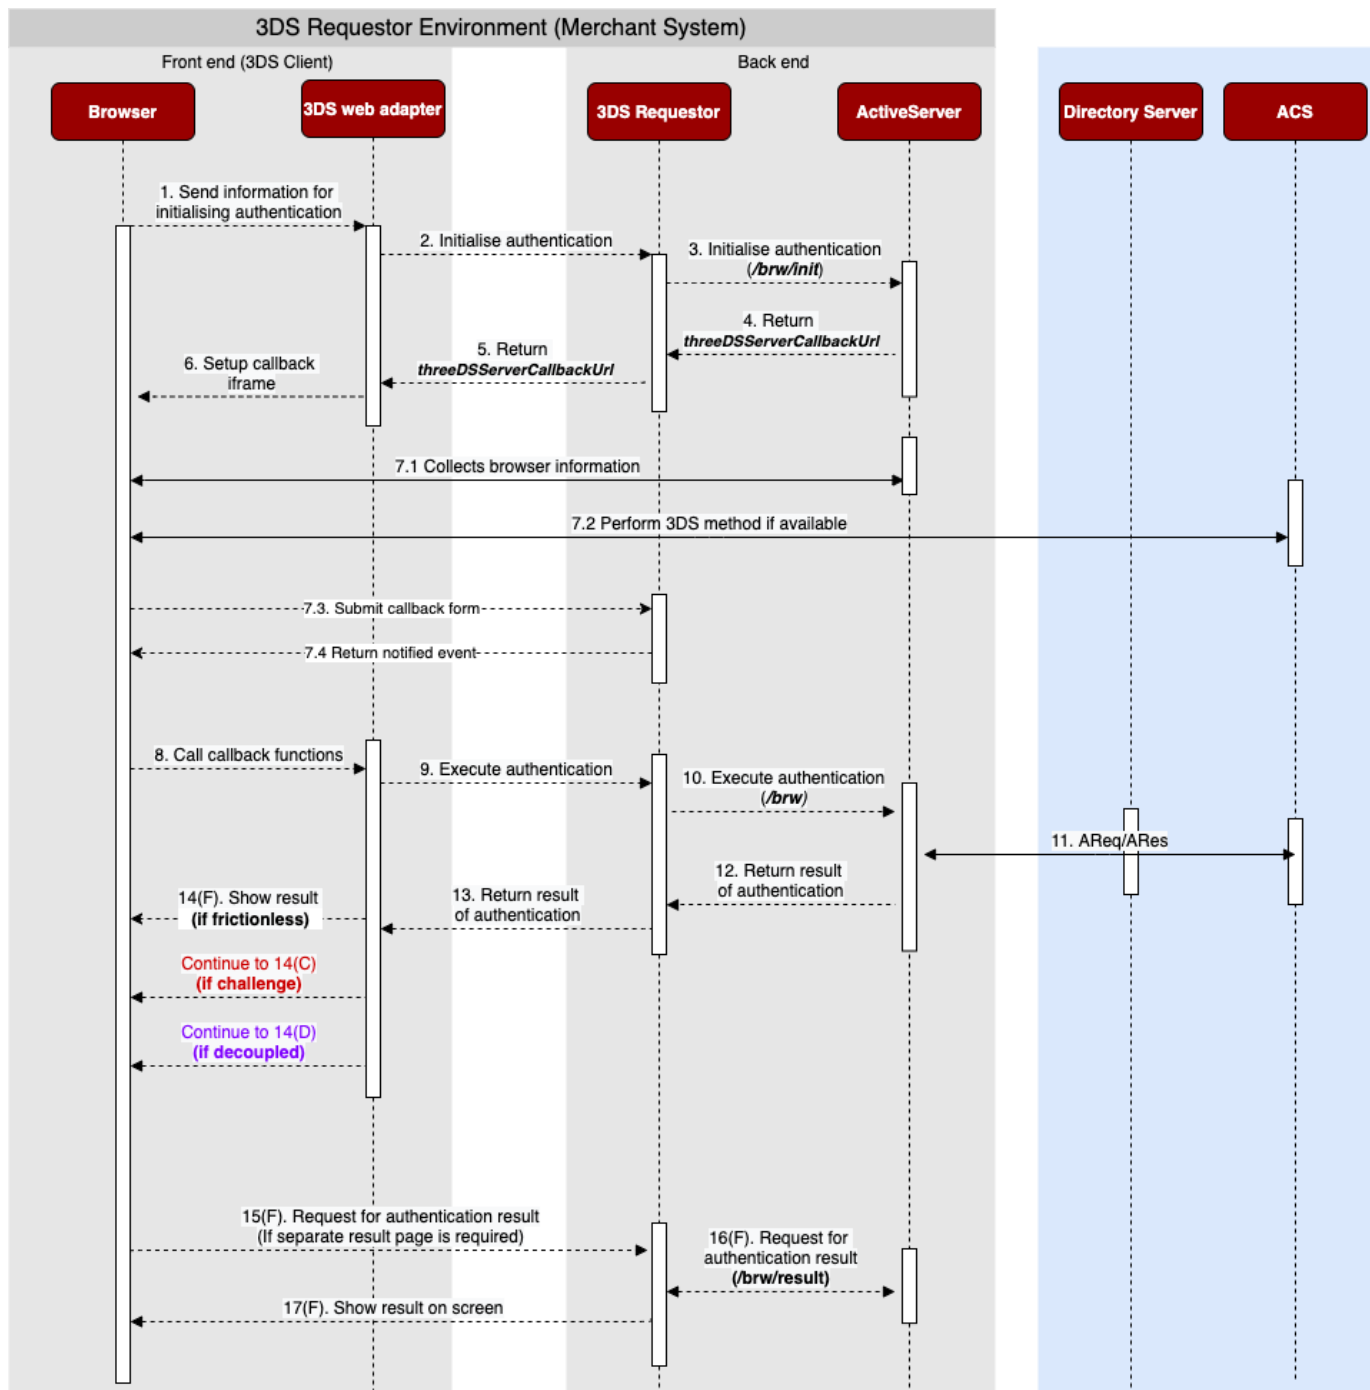 3DS Requestor Environment (Merchant System)
Front end (3DS Client)
Back end
Browser
3DS web adapter
3DS Requestor
ActiveServer
Directory Server
ACS
1. Send information for
initialising authentication
2. Initialise authentication
3. Initialise authentication
(/brw/init)
4. Return
threeDSServerCallbackUrl
5. Return
threeDSServerCallbackUrl
6. Setup callback
iframe
7.1 Collects browser information
7.2 Perform 3DS method if available
7.3. Submit callback form
7.4 Return notified event
8. Call callback functions
9. Execute authentication
10. Execute authentication
(/brw)
11. AReq/ARes
12. Return result
of authentication
13. Return result
of authentication
14(F). Show result
(if frictionless)
Continue to 14(C)
(if challenge)
Continue to 14(D)
(if decoupled)
15(F). Request for authentication result
(If separate result page is required)
16(F). Request for
authentication result
(/brw/result)
17(F). Show result on screen